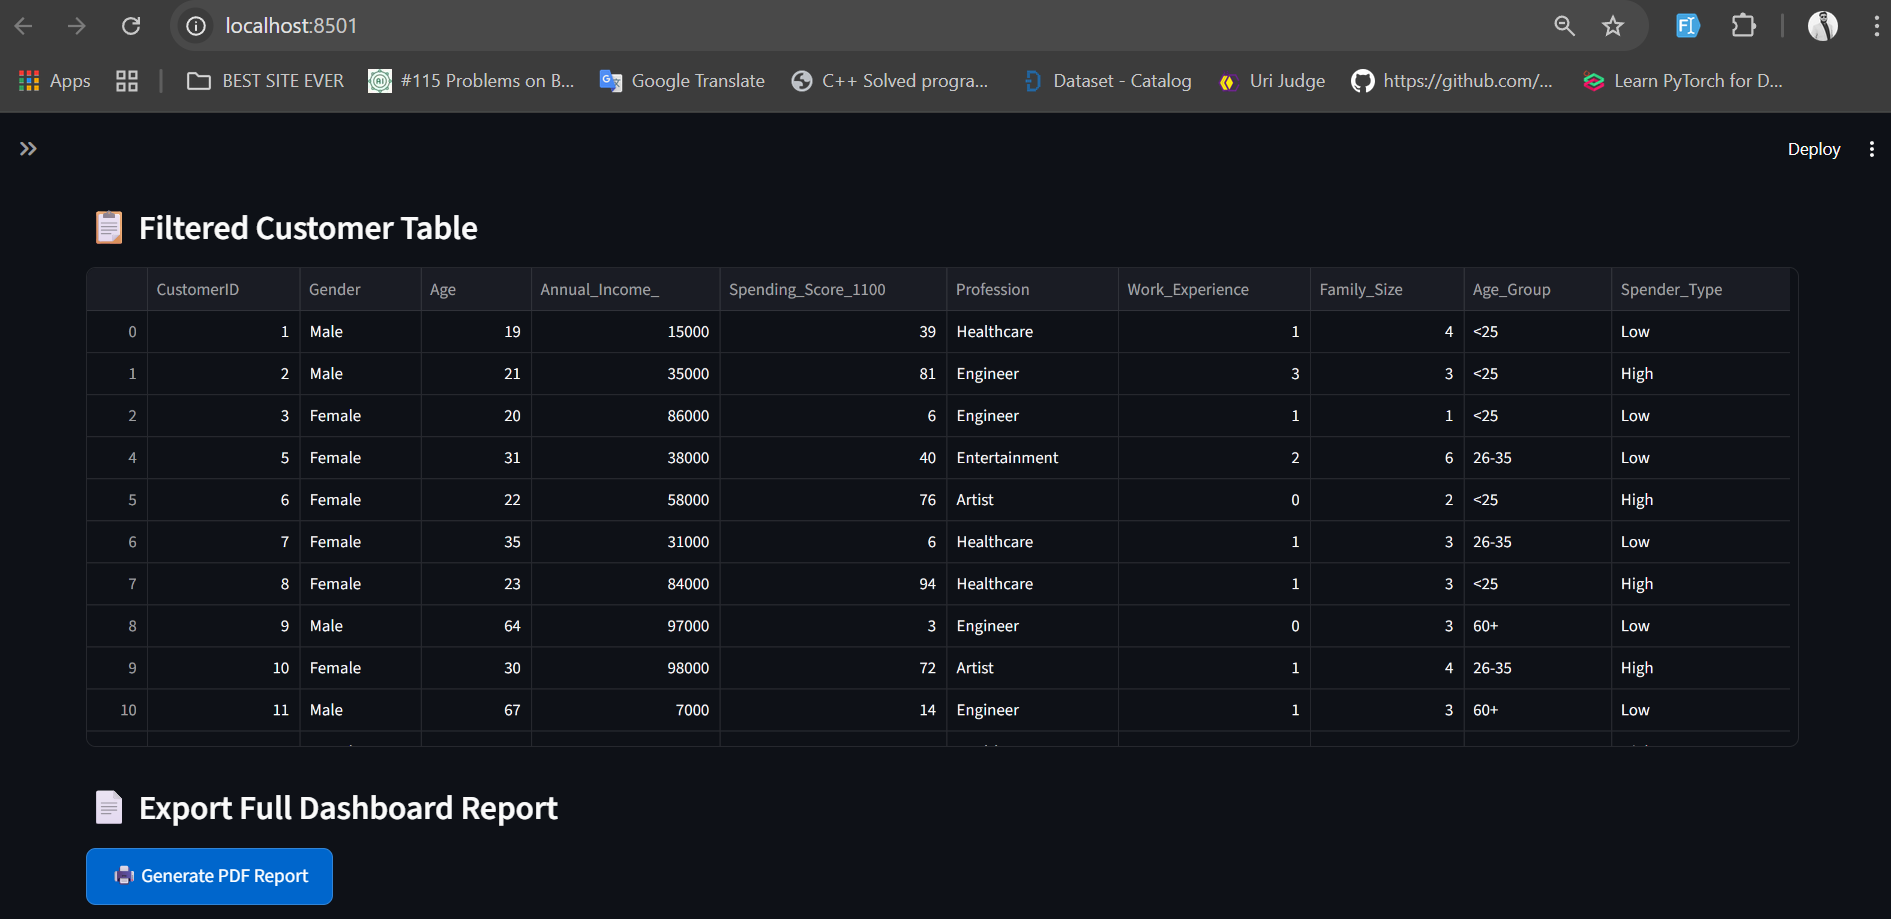 localhost:8501
Apps BEST SITE EVER #115 Problems on B... Google Translate C++ Solved progra... Dataset - Catalog Uri Judge https://github.com/... Learn PyTorch for D...
Deploy
Filtered Customer Table
CustomerID Gender Age Annual_Income_ Spending_Score_1100 Profession Work_Experience Family_Size Age_Group Spender_Type
0 1 Male 19 15000 39 Healthcare 1 4 <25 Low
1 2 Male 21 35000 81 Engineer 3 3 <25 High
2 3 Female 20 86000 6 Engineer 1 1 <25 Low
4 5 Female 31 38000 40 Entertainment 2 6 26-35 Low
5 6 Female 22 58000 76 Artist 0 2 <25 High
6 7 Female 35 31000 6 Healthcare 1 3 26-35 Low
7 8 Female 23 84000 94 Healthcare 1 3 <25 High
8 9 Male 64 97000 3 Engineer 0 3 60+ Low
9 10 Female 30 98000 72 Artist 1 4 26-35 High
10 11 Male 67 7000 14 Engineer 1 3 60+ Low
Export Full Dashboard Report
Generate PDF Report